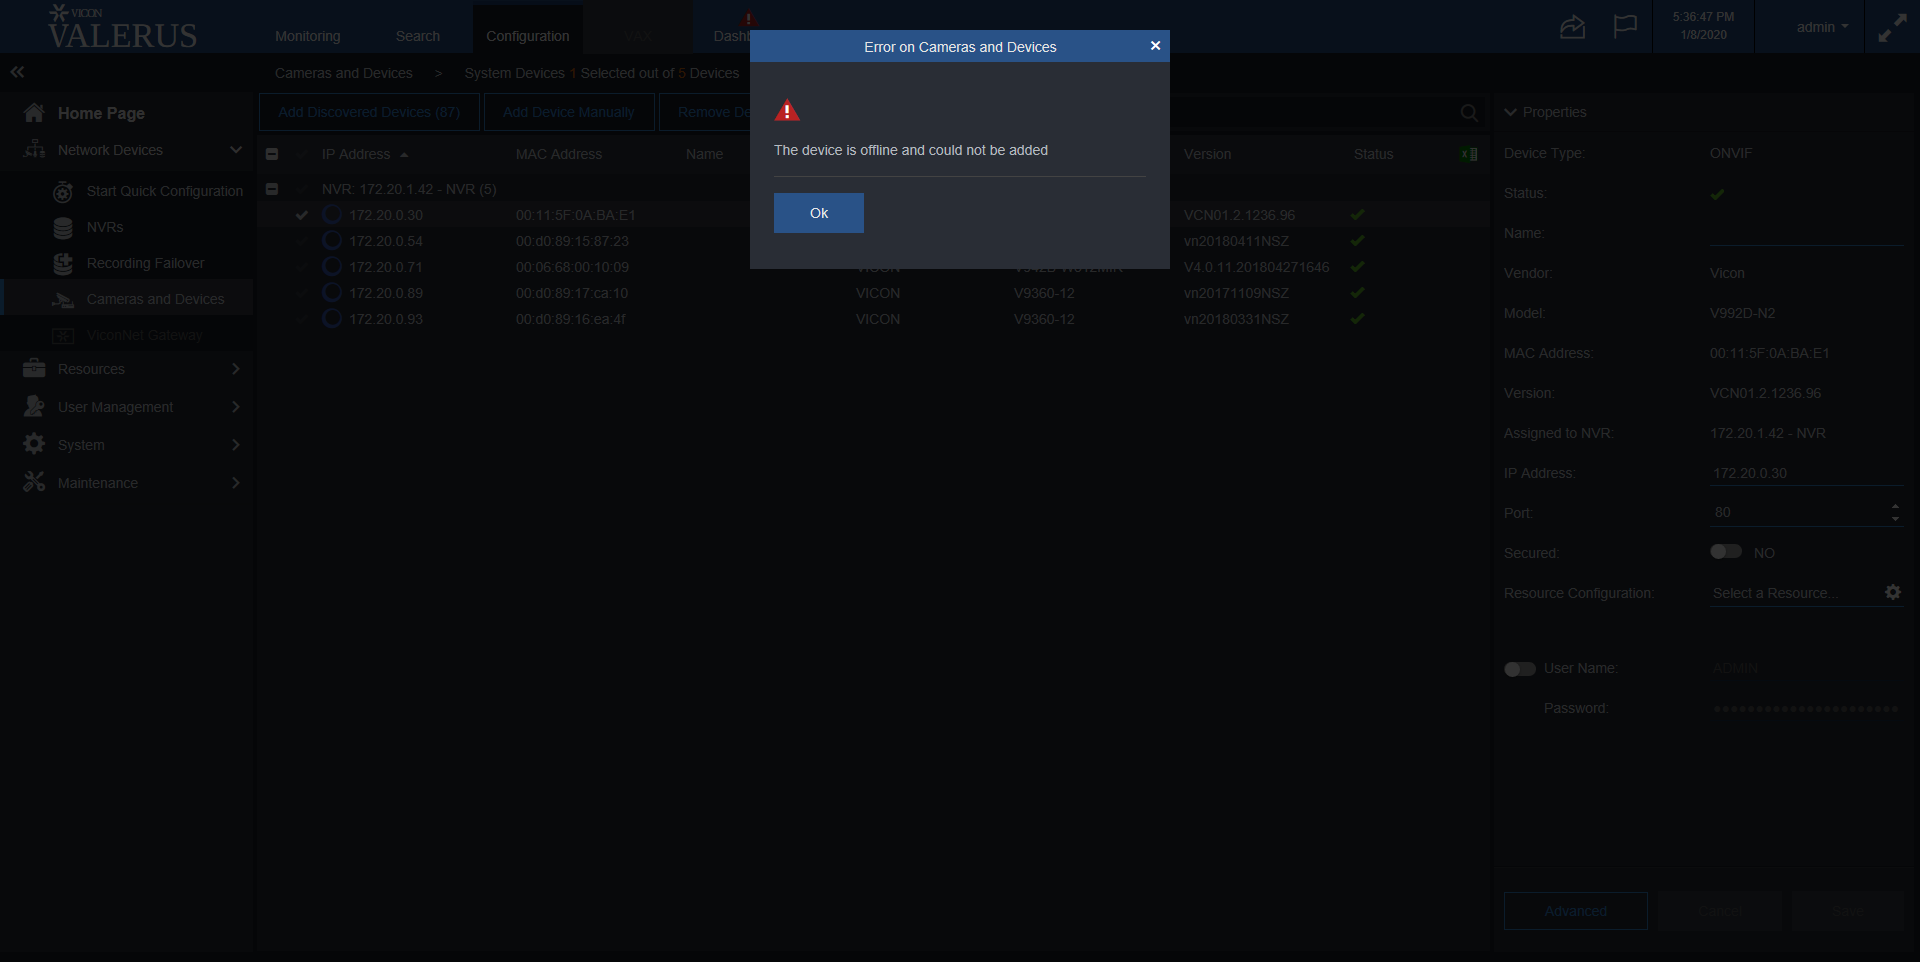 VICON
VALERUS
Monitoring
Search
Configuration
VAX
Dashb
5:36:47 PM
1/8/2020
admin
Error on Cameras and Devices
The device is offline and could not be added
Ok
Cameras and Devices > System Devices 1 Selected out of 5 Devices
Home Page
Network Devices
Start Quick Configuration
NVRs
Recording Failover
Cameras and Devices
ViconNet Gateway
Resources
User Management
System
Maintenance
Add Discovered Devices (87)
Add Device Manually
Remove De
IP Address MAC Address Name Version Status
NVR: 172.20.1.42 - NVR (5)
172.20.0.30 00:11:5F:0A:BA:E1 VCN01.2.1236.96
172.20.0.54 00:d0:89:15:87:23 vn20180411NSZ
172.20.0.71 00:06:68:00:10:09 VICON V942D-W612MIR V4.0.11.201804271646
172.20.0.89 00:d0:89:17:ca:10 VICON V9360-12 vn20171109NSZ
172.20.0.93 00:d0:89:16:ea:4f VICON V9360-12 vn20180331NSZ
Properties
Device Type: ONVIF
Status:
Name:
Vendor: Vicon
Model: V992D-N2
MAC Address: 00:11:5F:0A:BA:E1
Version: VCN01.2.1236.96
Assigned to NVR: 172.20.1.42 - NVR
IP Address: 172.20.0.30
Port: 80
Secured: NO
Resource Configuration: Select a Resource...
User Name: ADMIN
Password:
Advanced
Cancel
Save